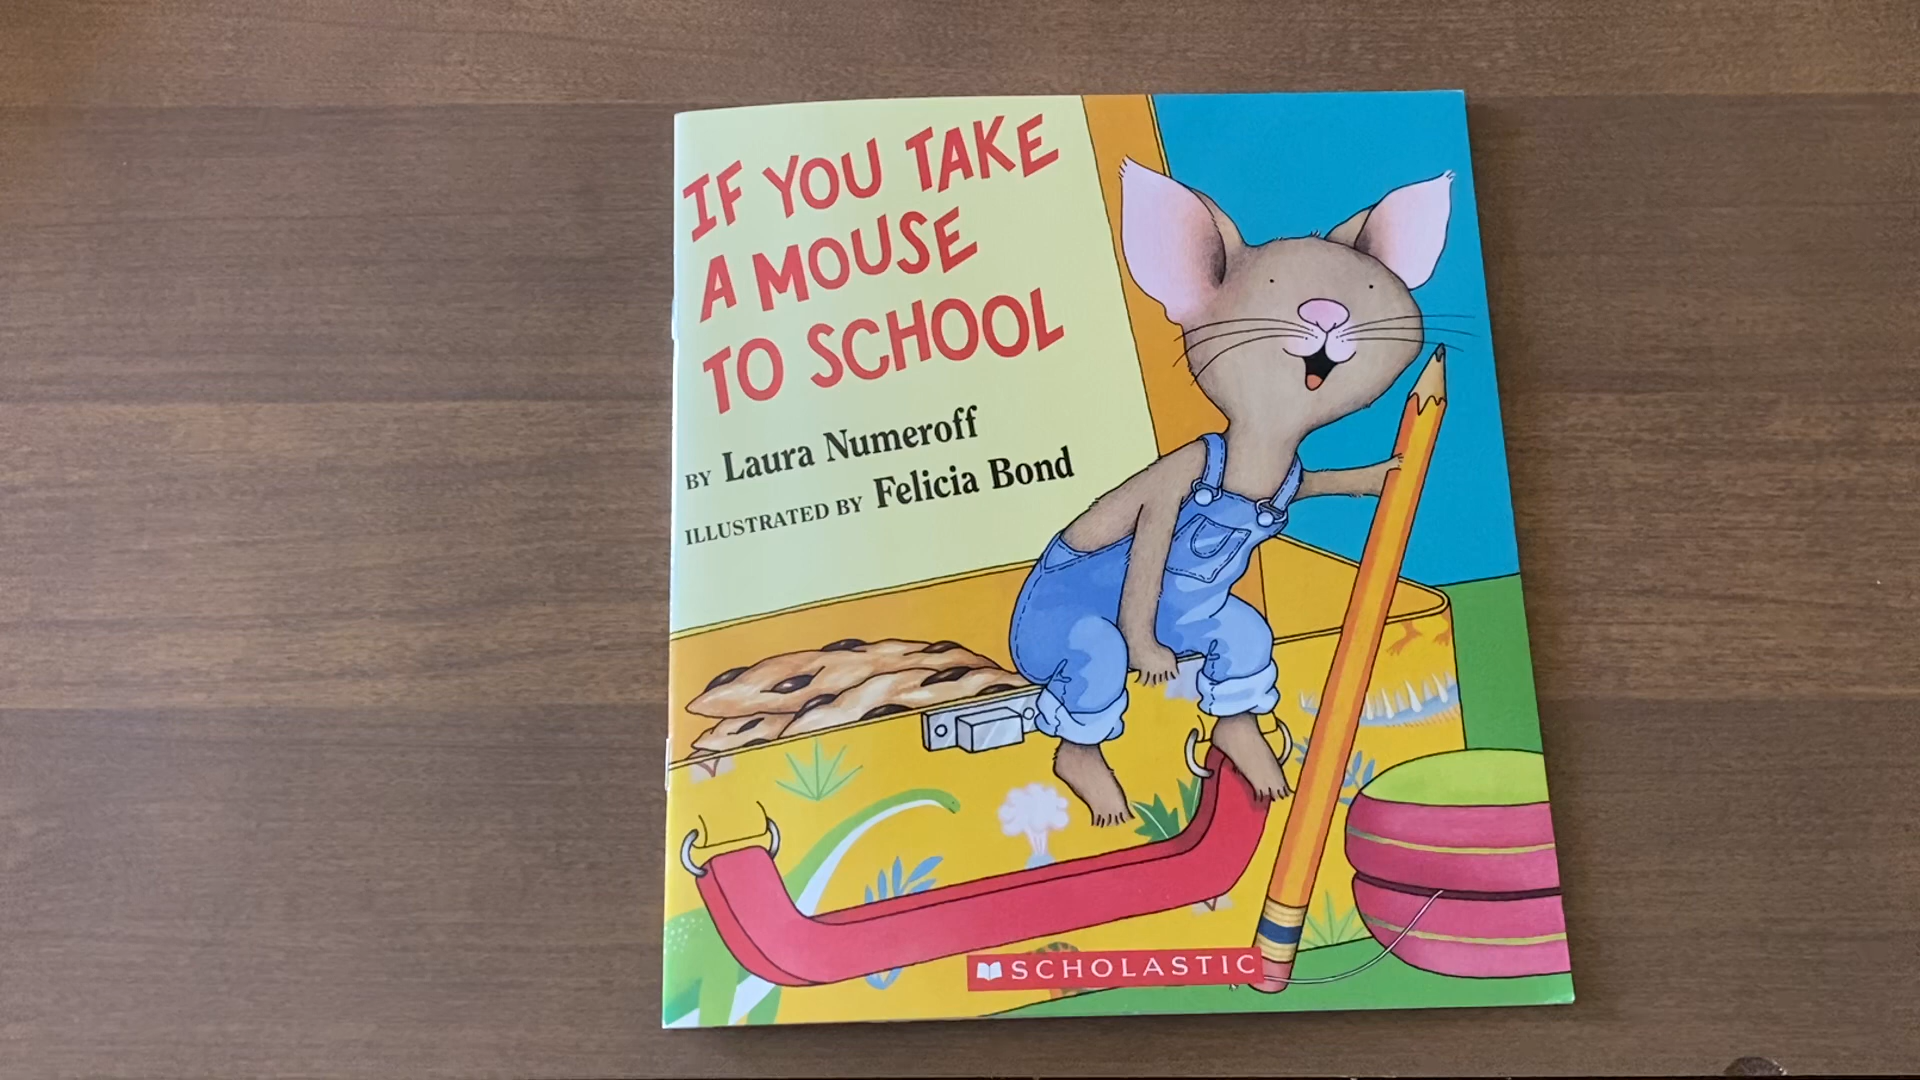 IF YOU TAKE
A MOUSE
TO SCHOOL
BY Laura Numeroff
ILLUSTRATED BY Felicia Bond
SCHOLASTIC